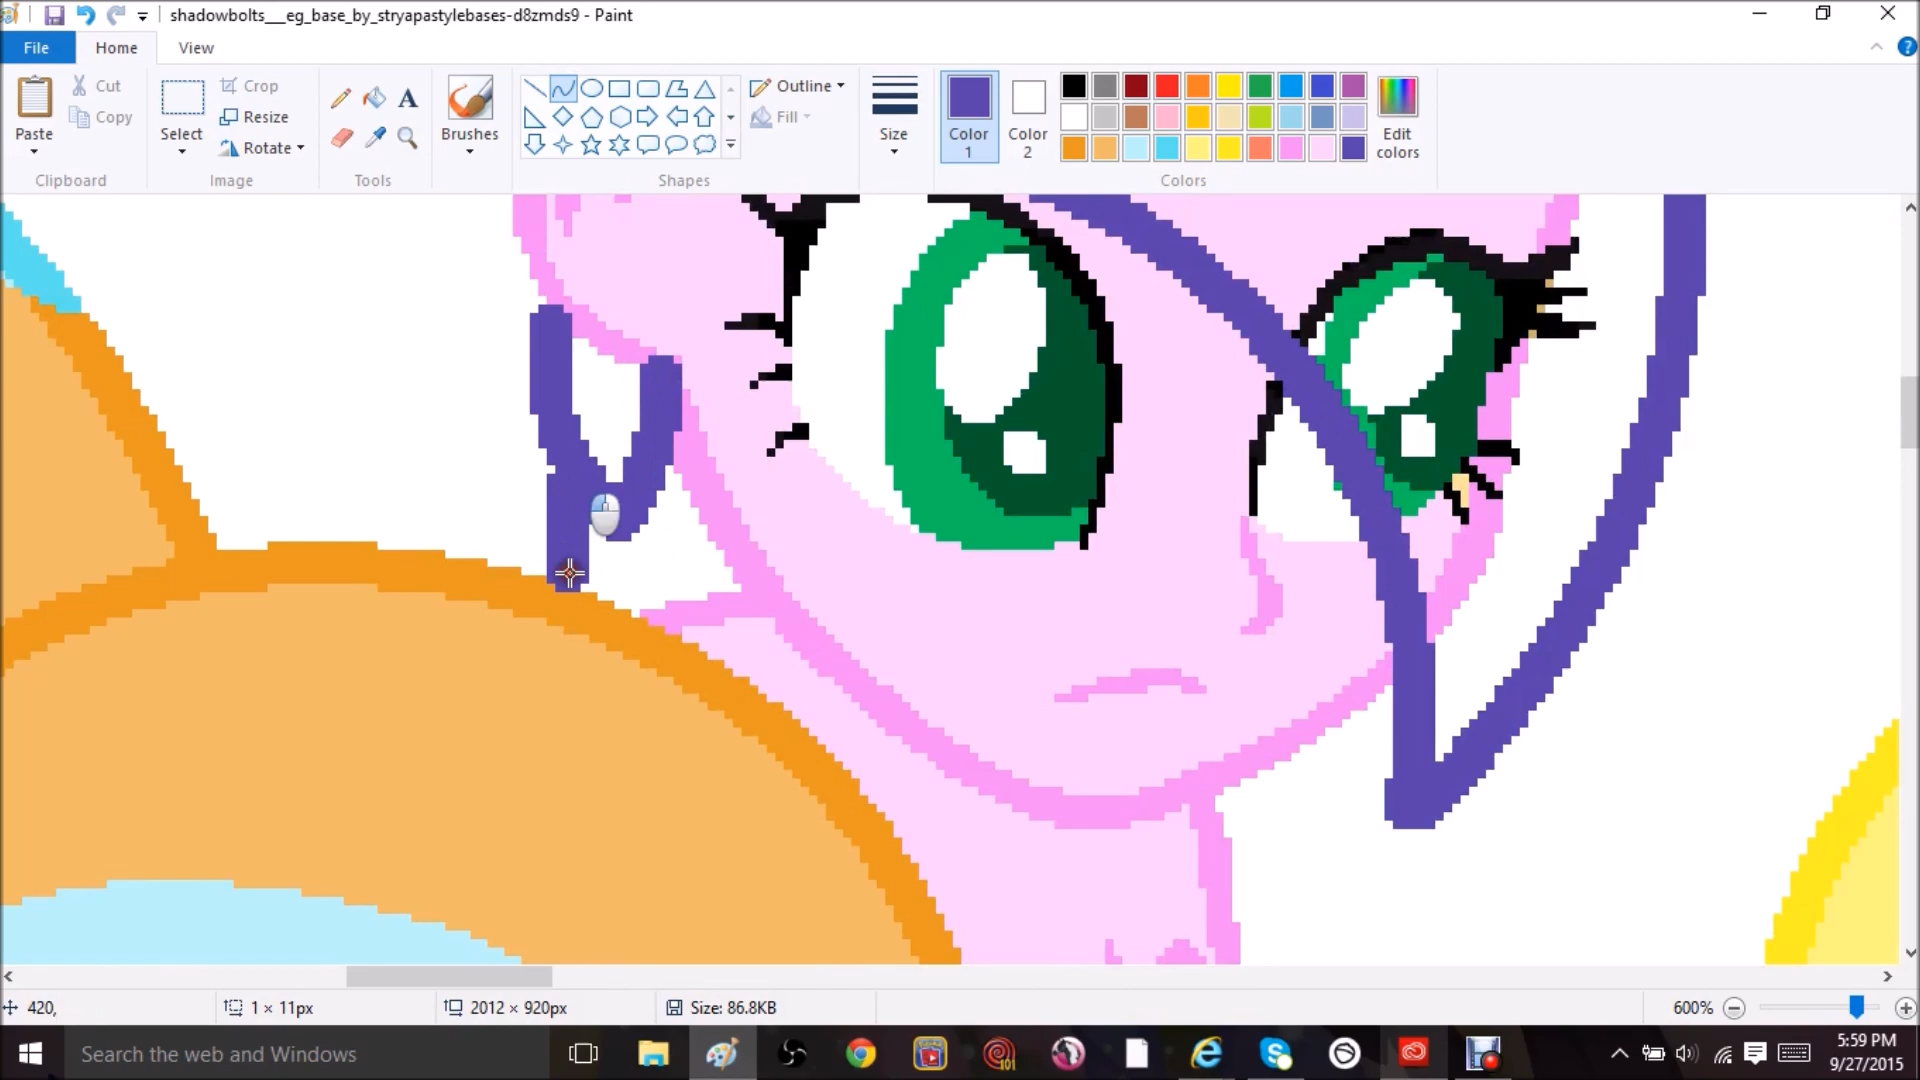 shadowbolts__eg_base_by_stryapastylebases-d8zmds9 - Paint
File Home View
Paste
Cut
Copy
Clipboard
Select
Crop
Resize
Rotate
Image
A
Tools
Brushes
Shapes
Outline
Fill
Size
Color
1
Color
2
Colors
Edit
colors
420,
1 × 11px
2012 × 920px
Size: 86.8KB
600%
Search the web and Windows
101
5:59 PM
9/27/2015